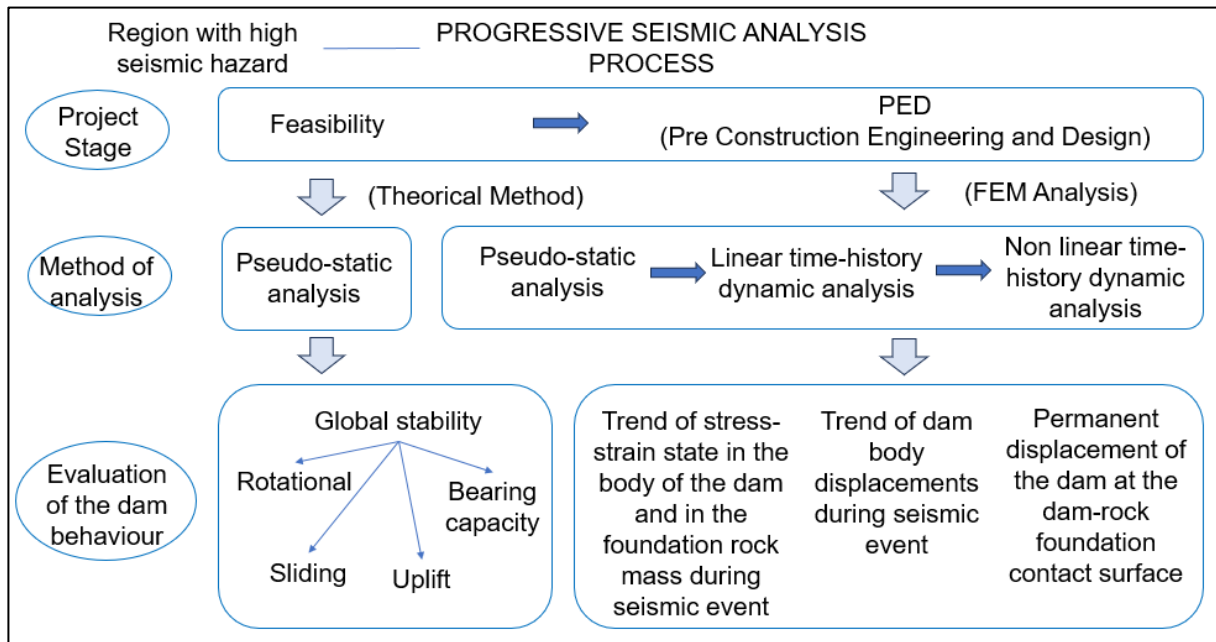 Region with high
seismic hazard
PROGRESSIVE SEISMIC ANALYSIS
PROCESS
Project
Stage
Feasibility
PED
(Pre Construction Engineering and Design)
(Theorical Method)
(FEM Analysis)
Method of
analysis
Pseudo-static
analysis
Pseudo-static
analysis
Linear time-history
dynamic analysis
Non linear time-
history dynamic
analysis
Evaluation
of the dam
behaviour
Global stability
Rotational
Sliding
Uplift
Bearing
capacity
Trend of stress-
strain state in the
body of the dam
and in the
foundation rock
mass during
seismic event
Trend of dam
body
displacements
during seismic
event
Permanent
displacement of
the dam at the
dam-rock
foundation
contact surface